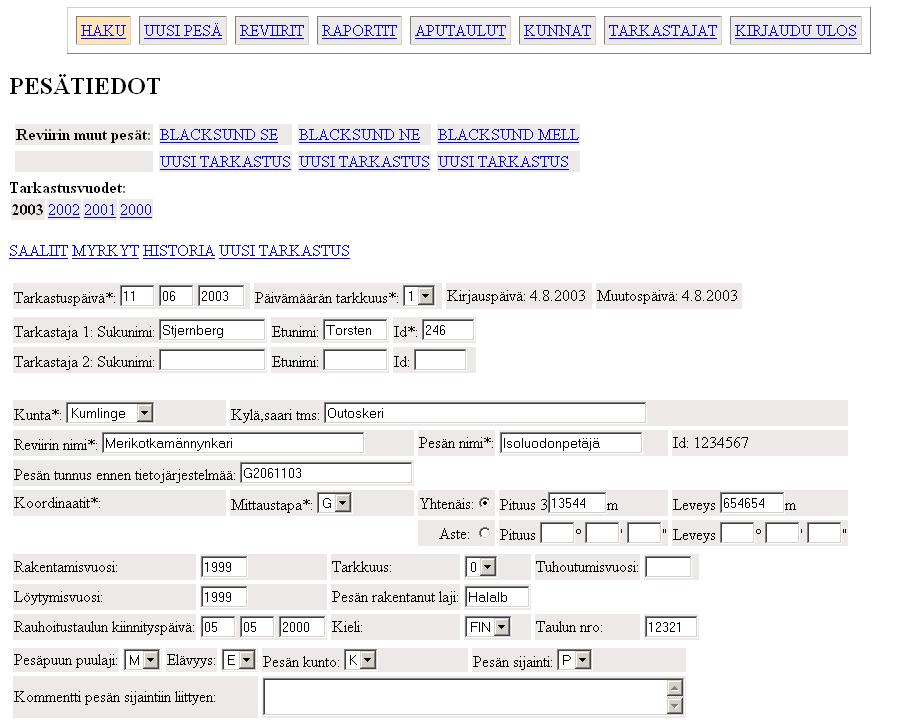 HAKU UUSI PESÄ REVIIRIT RAPORTIT APUTAULUT KUNNAT TARKASTAJAT KIRJAUDU ULOS
PESÄTIEDOT
Reviirin muut pesät: BLACKSUND SE BLACKSUND NE BLACKSUND MELL
UUSI TARKASTUS UUSI TARKASTUS UUSI TARKASTUS
Tarkastusvuodet:
2003 2002 2001 2000
SAALIIT MYRKYT HISTORIA UUSI TARKASTUS
Tarkastuspäivä*: 11 06 2003 Päivämäärän tarkkuus*: 1 Kirjauspäivä: 4.8.2003 Muutospäivä: 4.8.2003
Tarkastaja 1: Sukunimi: Stjernberg Etunimi: Torsten Id*: 246
Tarkastaja 2: Sukunimi: Etunimi: Id:
Kunta*: Kumlinge Kylä,saari tms: Outoskeri
Reviirin nimi*: Merikotkamännynkari Pesän nimi*: Isoluodonpetäjä Id: 1234567
Pesän tunnus ennen tietojärjestelmää: G2061103
Koordinaatit*: Mittaustapa*: G Yhtenäis: Pituus 3 13544 m Leveys 654654 m
Aste: Pituus ° ' " Leveys ° ' "
Rakentamisvuosi: 1999 Tarkkuus: 0 Tuhoutumisvuosi:
Löytymisvuosi: 1999 Pesän rakentanut laji: Halalb
Rauhoitustaulun kiinnityspäivä: 05 05 2000 Kieli: FIN Taulun nro: 12321
Pesäpuun puulaji: M Elävyys: E Pesän kunto: K Pesän sijainti: P
Kommentti pesän sijaintiin liittyen: